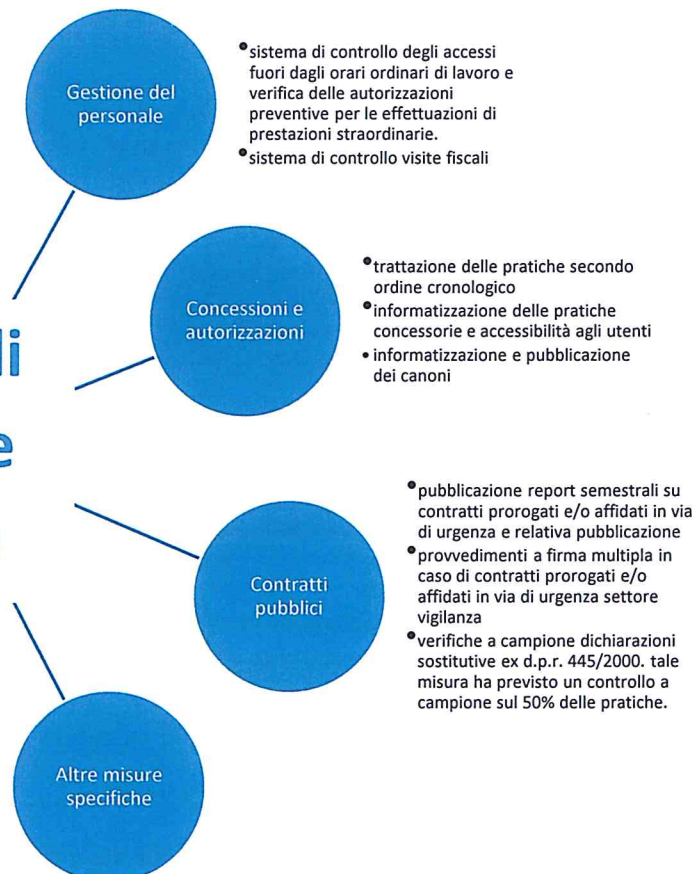 Gestione del
personale
•sistema di controllo degli accessi
fuori dagli orari ordinari di lavoro e
verifica delle autorizzazioni
preventive per le effettuazioni di
prestazioni straordinarie.
•sistema di controllo visite fiscali
Concessioni e
autorizzazioni
•trattazione delle pratiche secondo
ordine cronologico
•informatizzazione delle pratiche
concessorie e accessibilità agli utenti
• informatizzazione e pubblicazione
dei canoni
Contratti
pubblici
•pubblicazione report semestrali su
contratti prorogati e/o affidati in via
di urgenza e relativa pubblicazione
•provvedimenti a firma multipla in
caso di contratti prorogati e/o
affidati in via di urgenza settore
vigilanza
•verifiche a campione dichiarazioni
sostitutive ex d.p.r. 445/2000. tale
misura ha previsto un controllo a
campione sul 50% delle pratiche.
Altre misure
specifiche